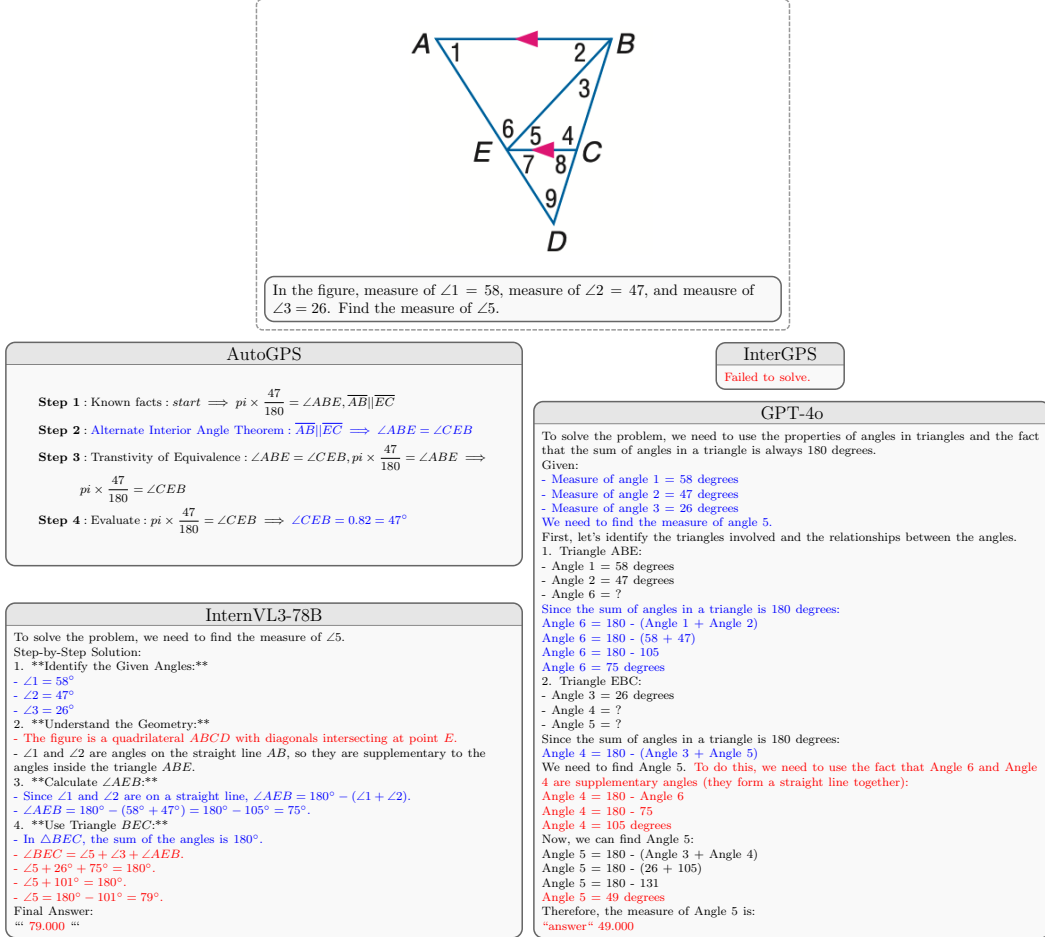 A
1
2
B
3
6
5
4
E
C
7
8
9
D
In the figure, measure of ∠1 = 58, measure of ∠2 = 47, and meausre of
∠3 = 26. Find the measure of ∠5.
AutoGPS
Step 1 : Known facts : start ⟹ pi × 47/180 = ∠ABE, \overline{AB}||\overline{EC}
Step 2 : Alternate Interior Angle Theorem : \overline{AB}||\overline{EC} ⟹ ∠ABE = ∠CEB
Step 3 : Transtivity of Equivalence : ∠ABE = ∠CEB, pi × 47/180 = ∠ABE ⟹
pi × 47/180 = ∠CEB
Step 4 : Evaluate : pi × 47/180 = ∠CEB ⟹ ∠CEB = 0.82 = 47°
InternVL3-78B
To solve the problem, we need to find the measure of ∠5.
Step-by-Step Solution:
1. **Identify the Given Angles:**
- ∠1 = 58°
- ∠2 = 47°
- ∠3 = 26°
2. **Understand the Geometry:**
- The figure is a quadrilateral ABCD with diagonals intersecting at point E.
- ∠1 and ∠2 are angles on the straight line AB, so they are supplementary to the
angles inside the triangle ABE.
3. **Calculate ∠AEB:**
- Since ∠1 and ∠2 are on a straight line, ∠AEB = 180° − (∠1 + ∠2).
- ∠AEB = 180° − (58° + 47°) = 180° − 105° = 75°.
4. **Use Triangle BEC:**
- In △BEC, the sum of the angles is 180°.
- ∠BEC = ∠5 + ∠3 + ∠AEB.
- ∠5 + 26° + 75° = 180°.
- ∠5 + 101° = 180°.
- ∠5 = 180° − 101° = 79°.
Final Answer:
“‘ 79.000 “‘
InterGPS
Failed to solve.
GPT-4o
To solve the problem, we need to use the properties of angles in triangles and the fact
that the sum of angles in a triangle is always 180 degrees.
Given:
- Measure of angle 1 = 58 degrees
- Measure of angle 2 = 47 degrees
- Measure of angle 3 = 26 degrees
We need to find the measure of angle 5.
First, let's identify the triangles involved and the relationships between the angles.
1. Triangle ABE:
- Angle 1 = 58 degrees
- Angle 2 = 47 degrees
- Angle 6 = ?
Since the sum of angles in a triangle is 180 degrees:
Angle 6 = 180 - (Angle 1 + Angle 2)
Angle 6 = 180 - (58 + 47)
Angle 6 = 180 - 105
Angle 6 = 75 degrees
2. Triangle EBC:
- Angle 3 = 26 degrees
- Angle 4 = ?
- Angle 5 = ?
Since the sum of angles in a triangle is 180 degrees:
Angle 4 = 180 - (Angle 3 + Angle 5)
We need to find Angle 5. To do this, we need to use the fact that Angle 6 and Angle
4 are supplementary angles (they form a straight line together):
Angle 4 = 180 - Angle 6
Angle 4 = 180 - 75
Angle 4 = 105 degrees
Now, we can find Angle 5:
Angle 5 = 180 - (Angle 3 + Angle 4)
Angle 5 = 180 - (26 + 105)
Angle 5 = 180 - 131
Angle 5 = 49 degrees
Therefore, the measure of Angle 5 is:
“answer“ 49.000